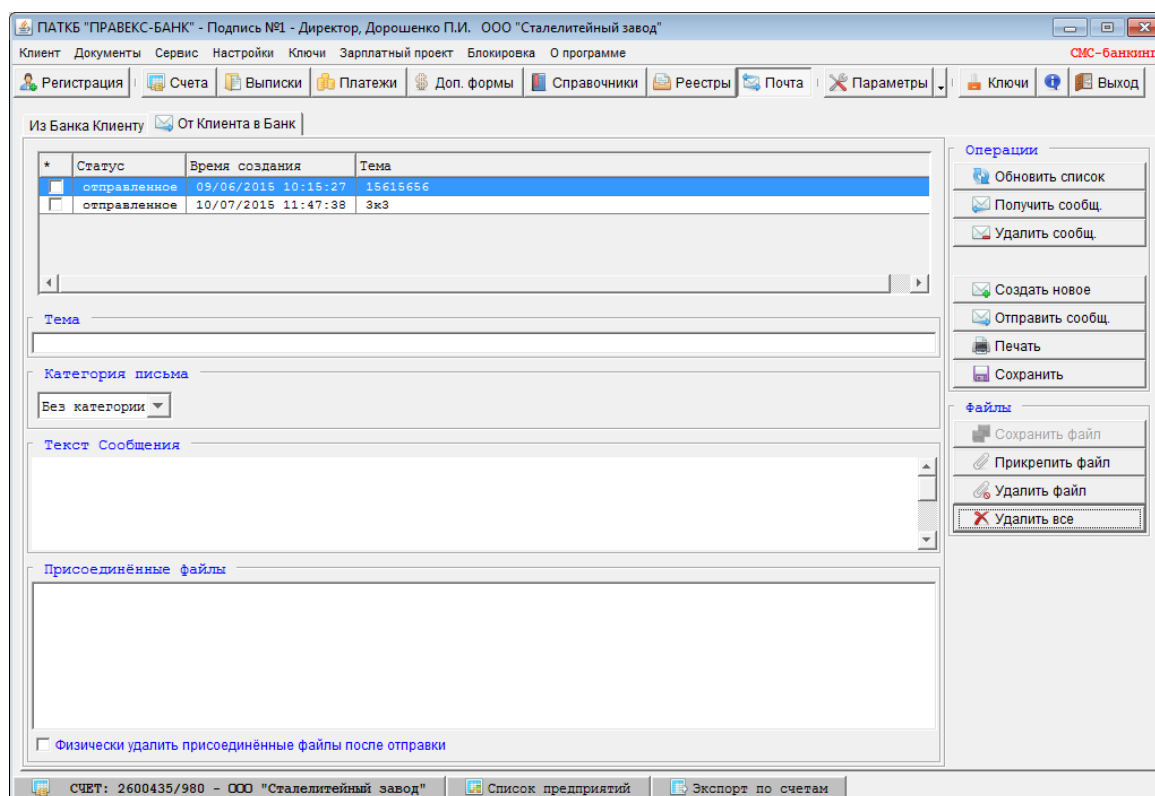 ПАТКБ "ПРАВЕКС-БАНК" - Подпись №1 - Директор, Дорошенко П.И. ООО "Сталелитейный завод"
Клиент Документы Сервис Настройки Ключи Зарплатный проект Блокировка О программе СМС-банкинг
Регистрация Счета Выписки Платежи Доп. формы Справочники Реестры Почта Параметры Ключи Выход
Из Банка Клиенту От Клиента в Банк
* Статус Время создания Тема
отправленное 09/06/2015 10:15:27 15615656
отправленное 10/07/2015 11:47:38 ЗкЗ
Тема
Категория письма
Без категории
Текст Сообщения
Присоединённые файлы
Физически удалить присоединённые файлы после отправки
Операции
Обновить список
Получить сообщ.
Удалить сообщ.
Создать новое
Отправить сообщ.
Печать
Сохранить
Файлы
Сохранить файл
Прикрепить файл
Удалить файл
Удалить все
СЧЕТ: 2600435/980 - ООО "Сталелитейный завод" Список предприятий Экспорт по счетам